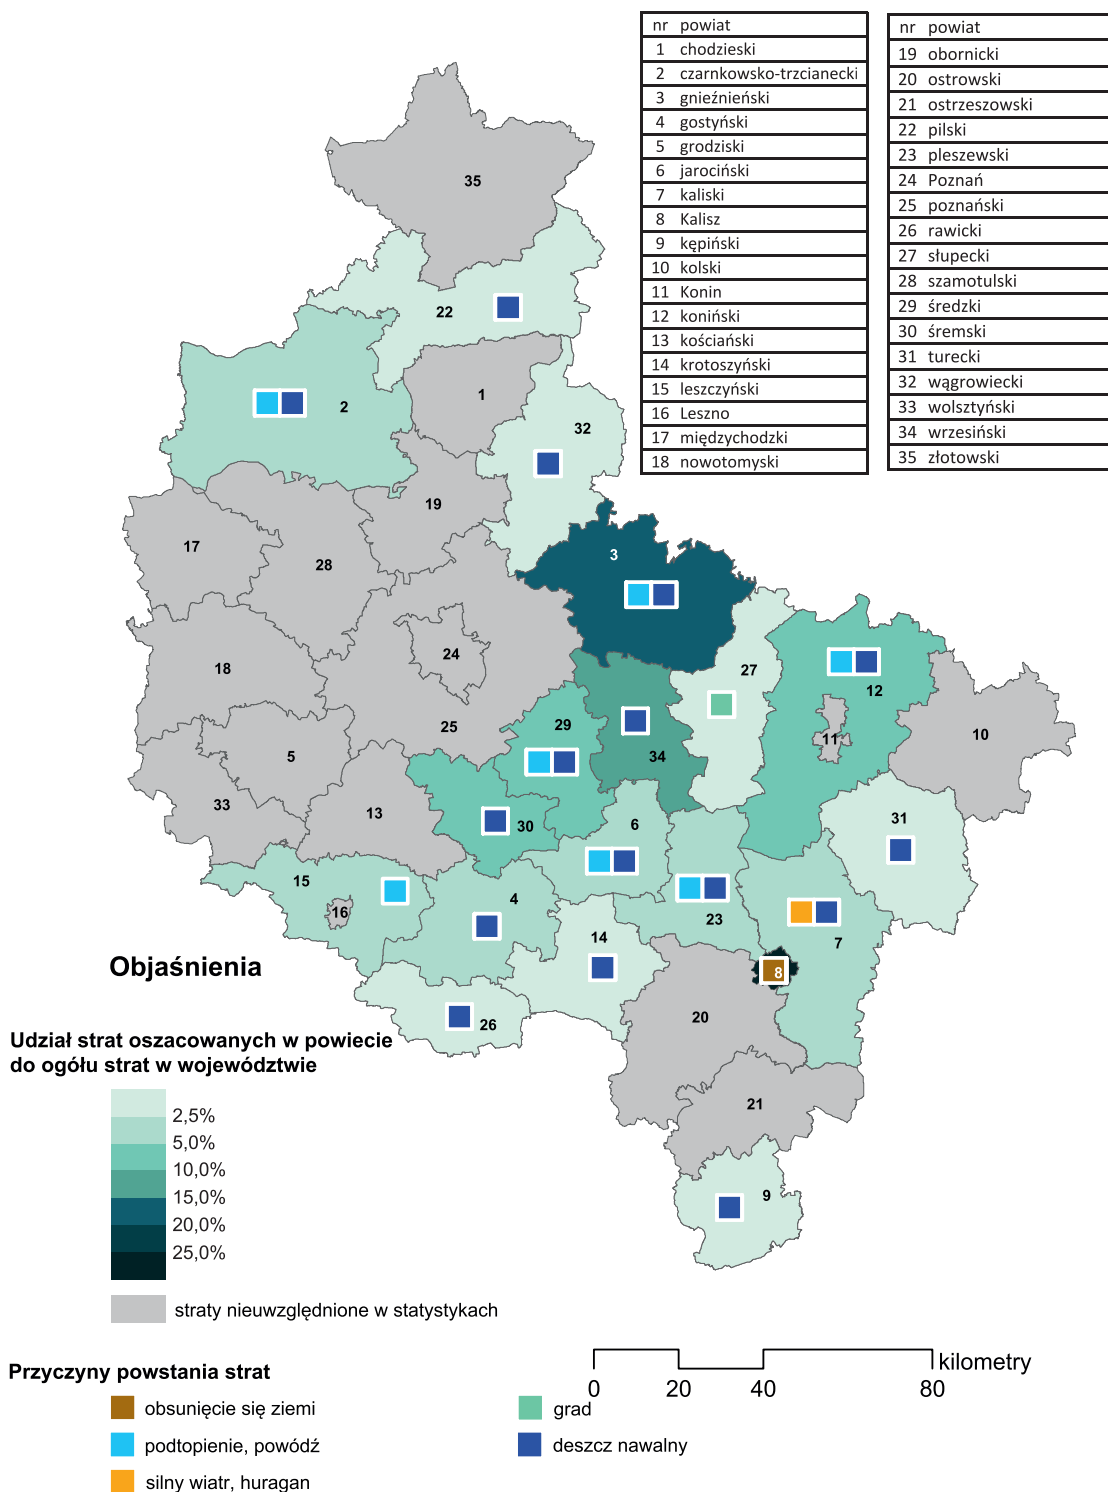 nr powiat
1 chodzieski
2 czarnkowsko-trzcianecki
3 gnieźnieński
4 gostyński
5 grodziski
6 jarociński
7 kaliski
8 Kalisz
9 kępiński
10 kolski
11 Konin
12 koniński
13 kościański
14 krotoszyński
15 leszczyński
16 Leszno
17 międzychodzki
18 nowotomyski
nr powiat
19 obornicki
20 ostrowski
21 ostrzeszowski
22 pilski
23 pleszewski
24 Poznań
25 poznański
26 rawicki
27 słupecki
28 szamotulski
29 średzki
30 śremski
31 turecki
32 wągrowiecki
33 wolsztyński
34 wrzesiński
35 złotowski
35
22
2
1
32
19
17
28
3
24
18
27
12
29
25
11
10
5
34
33
13
30
6
31
15
4
16
23
14
7
8
20
26
21
9
Objaśnienia
Udział strat oszacowanych w powiecie
do ogółu strat w województwie
2,5%
5,0%
10,0%
15,0%
20,0%
25,0%
straty nieuwzględnione w statystykach
Przyczyny powstania strat
obsunięcie się ziemi
podtopienie, powódź
silny wiatr, huragan
grad
deszcz nawalny
kilometry
0 20 40 80